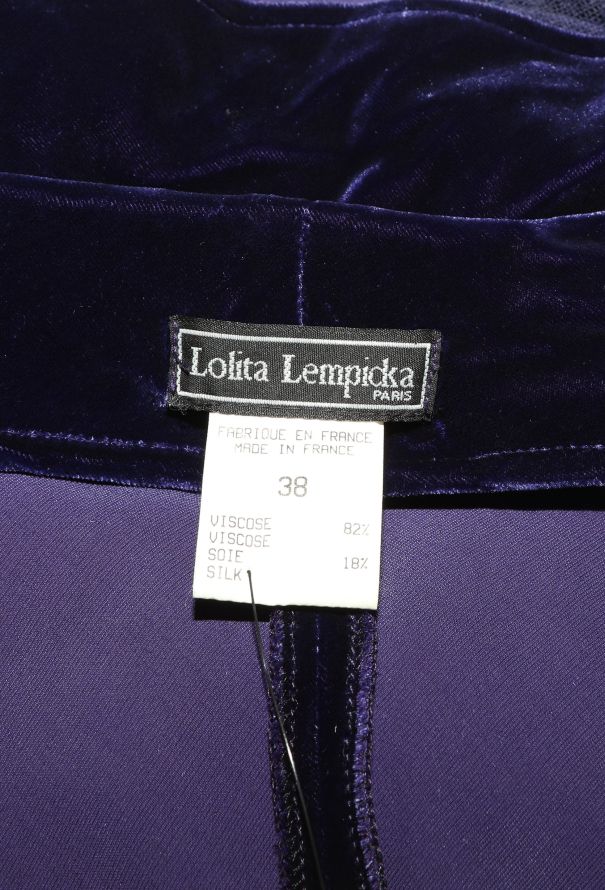 Lolita Lempicka
PARIS
FABRIQUE EN FRANCE
MADE IN FRANCE
38
VISCOSE 82%
VISCOSE
SOIE 18%
SILK